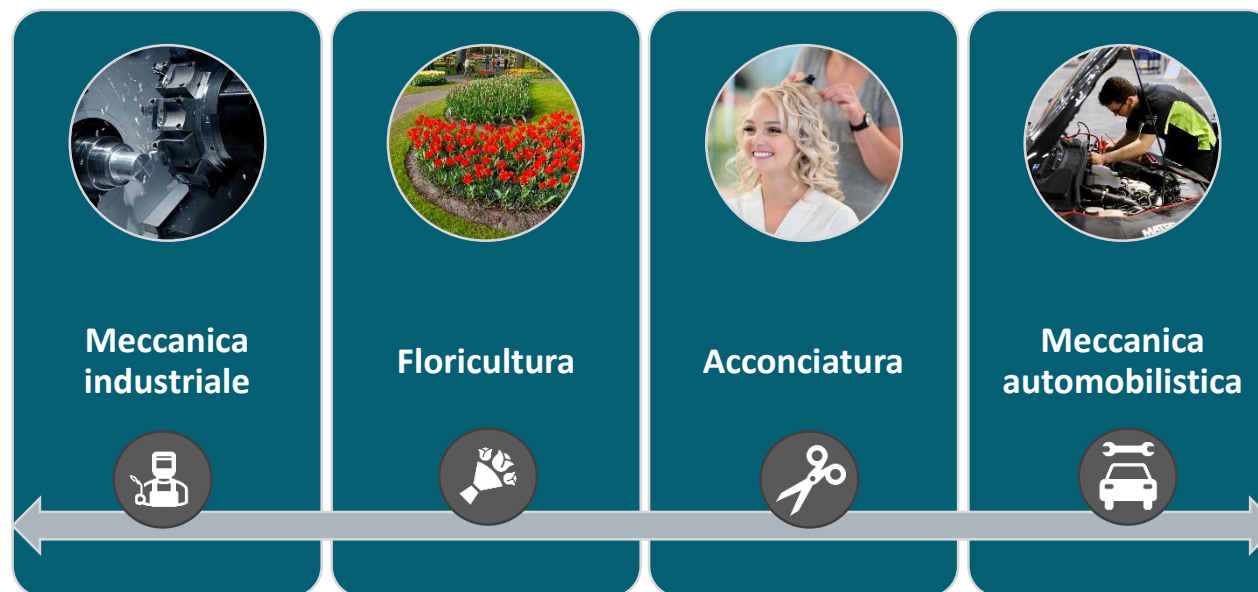 Meccanica
industriale
Floricultura
Acconciatura
Meccanica
automobilistica